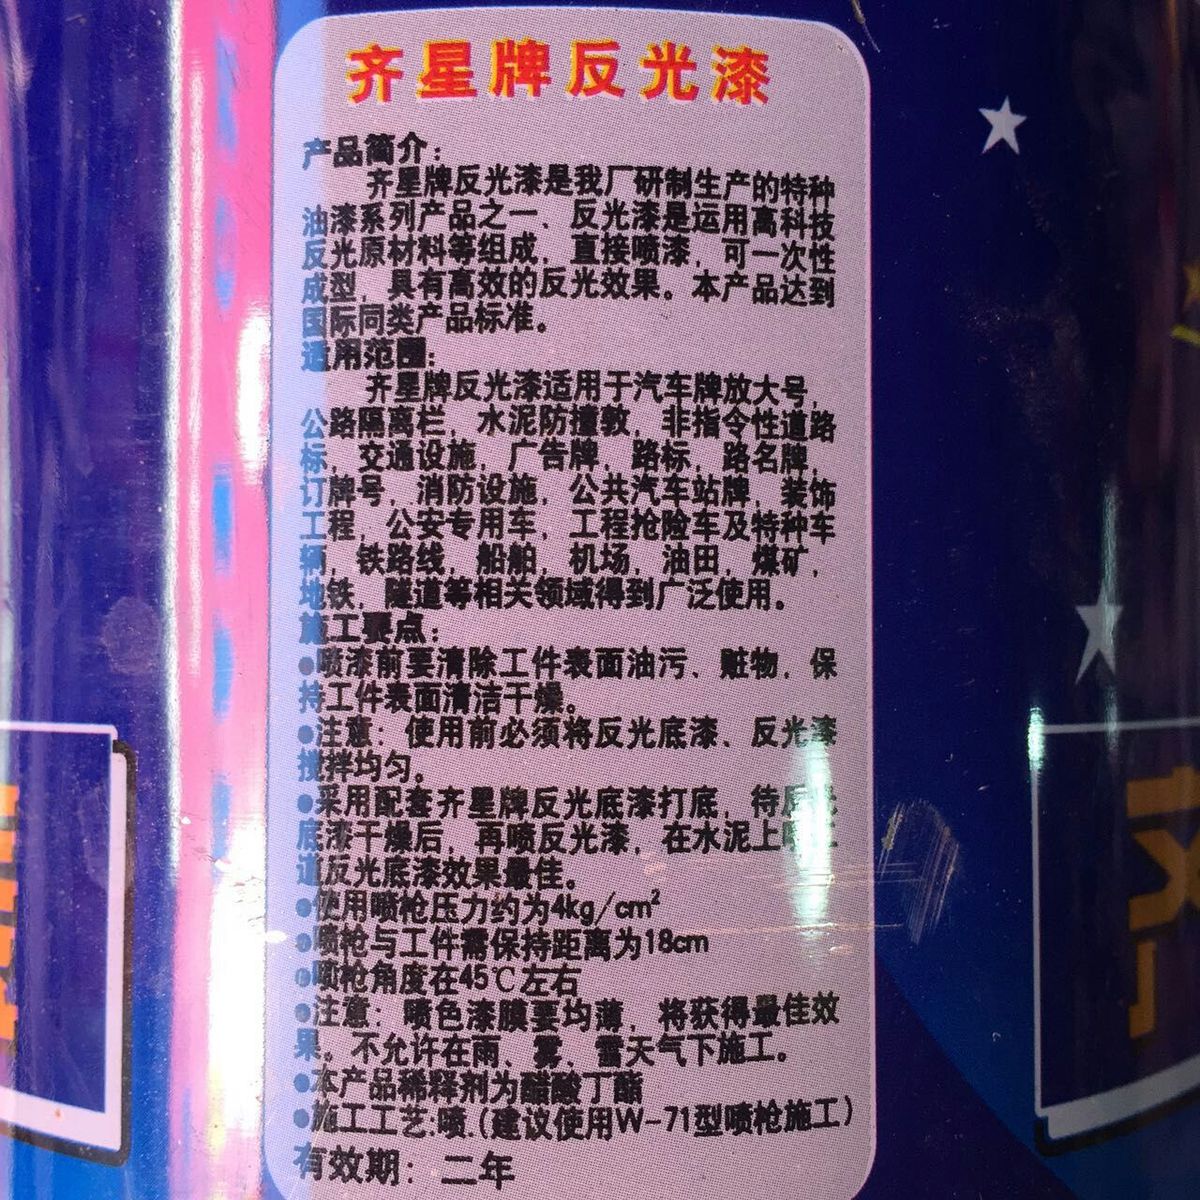 齐星牌反光漆
产品简介：
齐星牌反光漆是我厂研制生产的特种
油漆系列产品之一、反光漆是运用高科技
反光原材料等组成，直接喷漆，可一次性
成型，具有高效的反光效果。本产品达到
国际同类产品标准。
适用范围：
齐星牌反光漆适用于汽车牌放大号，
公路隔离栏，水泥防撞敦，非指令性道路
标，交通设施，广告牌，路标，路名牌，
订牌号，消防设施，公共汽车站牌，装饰
工程，公安专用车，工程抢险车及特种车
辆，铁路线，船舶，机场，油田，煤矿，
地铁，隧道等相关领域得到广泛使用。
施工要点：
●喷漆前要清除工件表面油污、赃物，保
持工件表面清洁干燥。
●注意：使用前必须将反光底漆、反光漆
搅拌均匀。
●采用配套齐星牌反光底漆打底，待反光
底漆干燥后，再喷反光漆，在水泥上喷
道反光底漆效果最佳。
●使用喷枪压力约为4kg/cm²
●喷枪与工件需保持距离为18cm
●喷枪角度在45℃左右
●注意：喷色漆膜要均薄，将获得最佳效
果。不允许在雨、雾、雪天气下施工。
●本产品稀释剂为醋酸丁酯
●施工工艺:喷.(建议使用W-71型喷枪施工)
有效期：二年